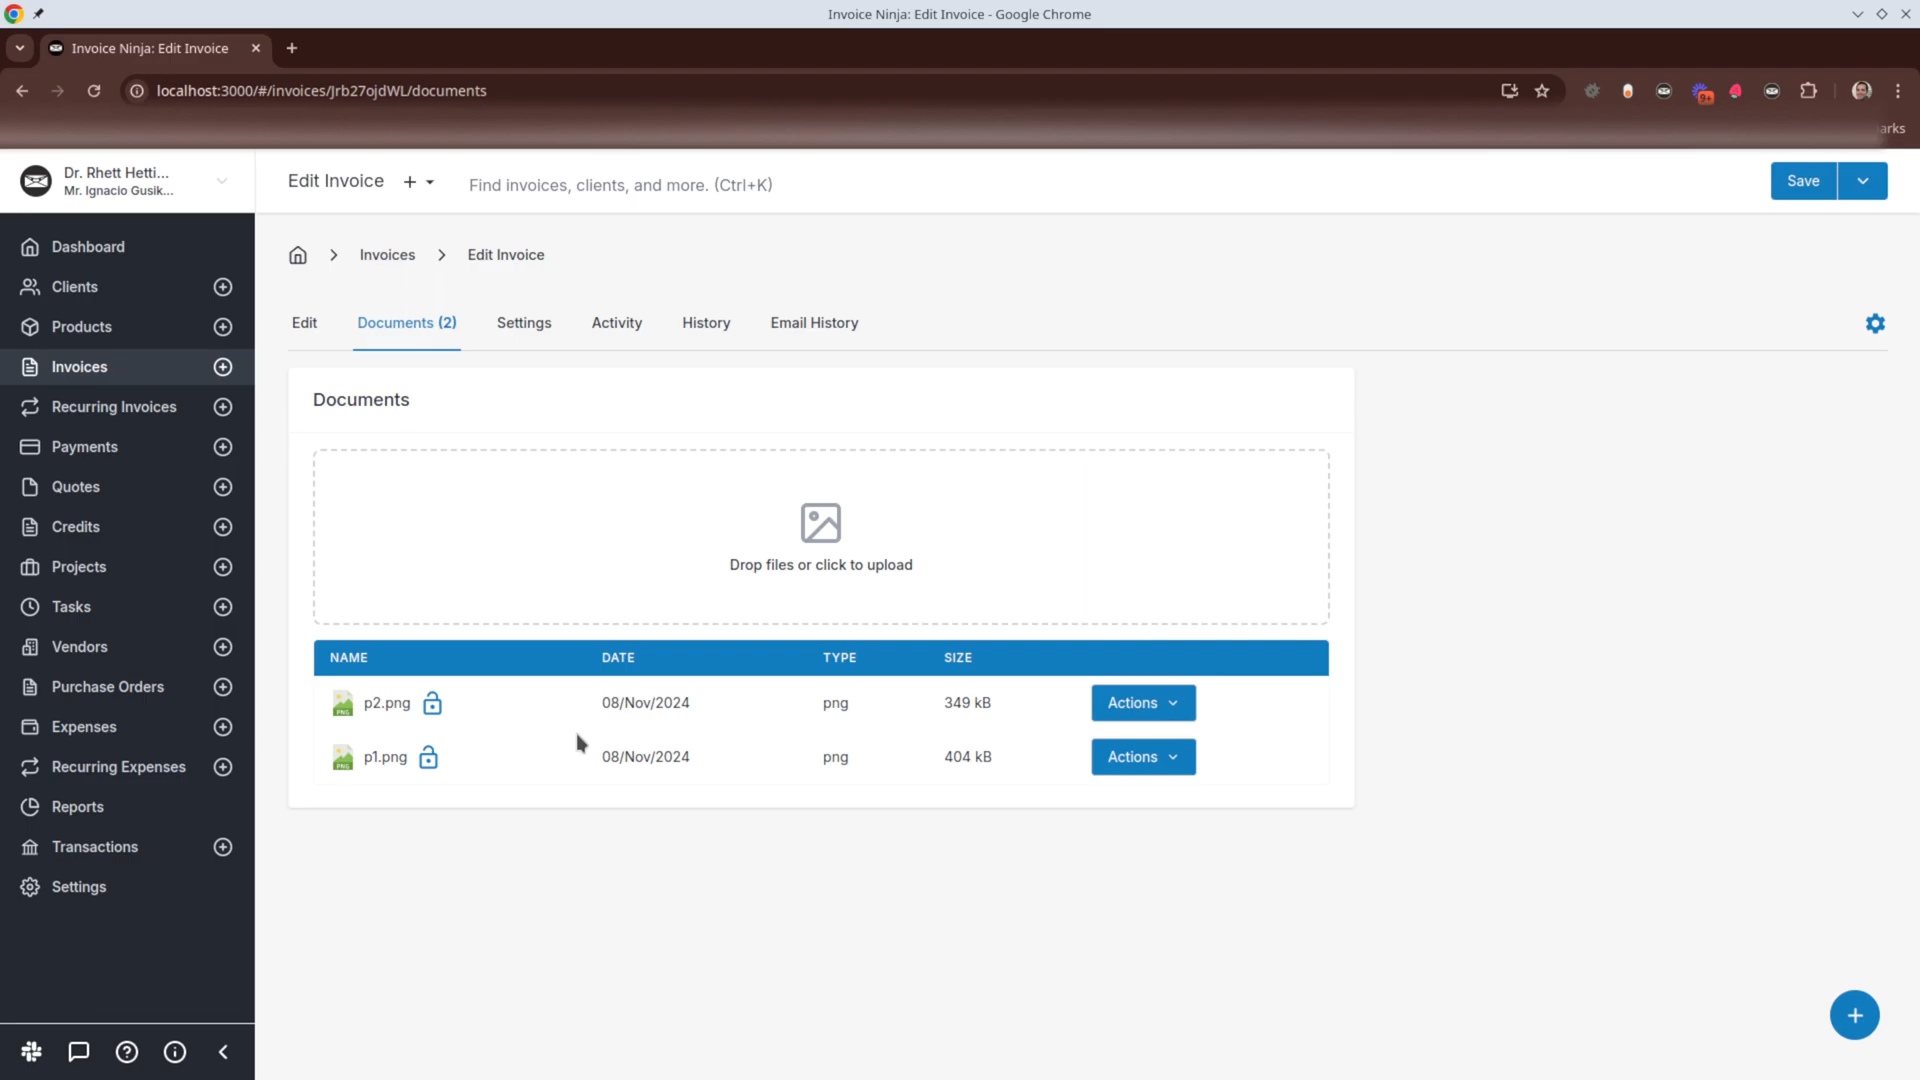 Invoice Ninja: Edit Invoice - Google Chrome
Invoice Ninja: Edit Invoice
localhost:3000/#/invoices/Jrb27ojdWL/documents
9+
arks
Dr. Rhett Hetti...
Mr. Ignacio Gusik...
Edit Invoice
Find invoices, clients, and more. (Ctrl+K)
Save
Dashboard
Clients
Products
Invoices
Recurring Invoices
Payments
Quotes
Credits
Projects
Tasks
Vendors
Purchase Orders
Expenses
Recurring Expenses
Reports
Transactions
Settings
Invoices
Edit Invoice
Edit
Documents (2)
Settings
Activity
History
Email History
Documents
Drop files or click to upload
NAME DATE TYPE SIZE
PNG p2.png 08/Nov/2024 png 349 kB Actions
PNG p1.png 08/Nov/2024 png 404 kB Actions